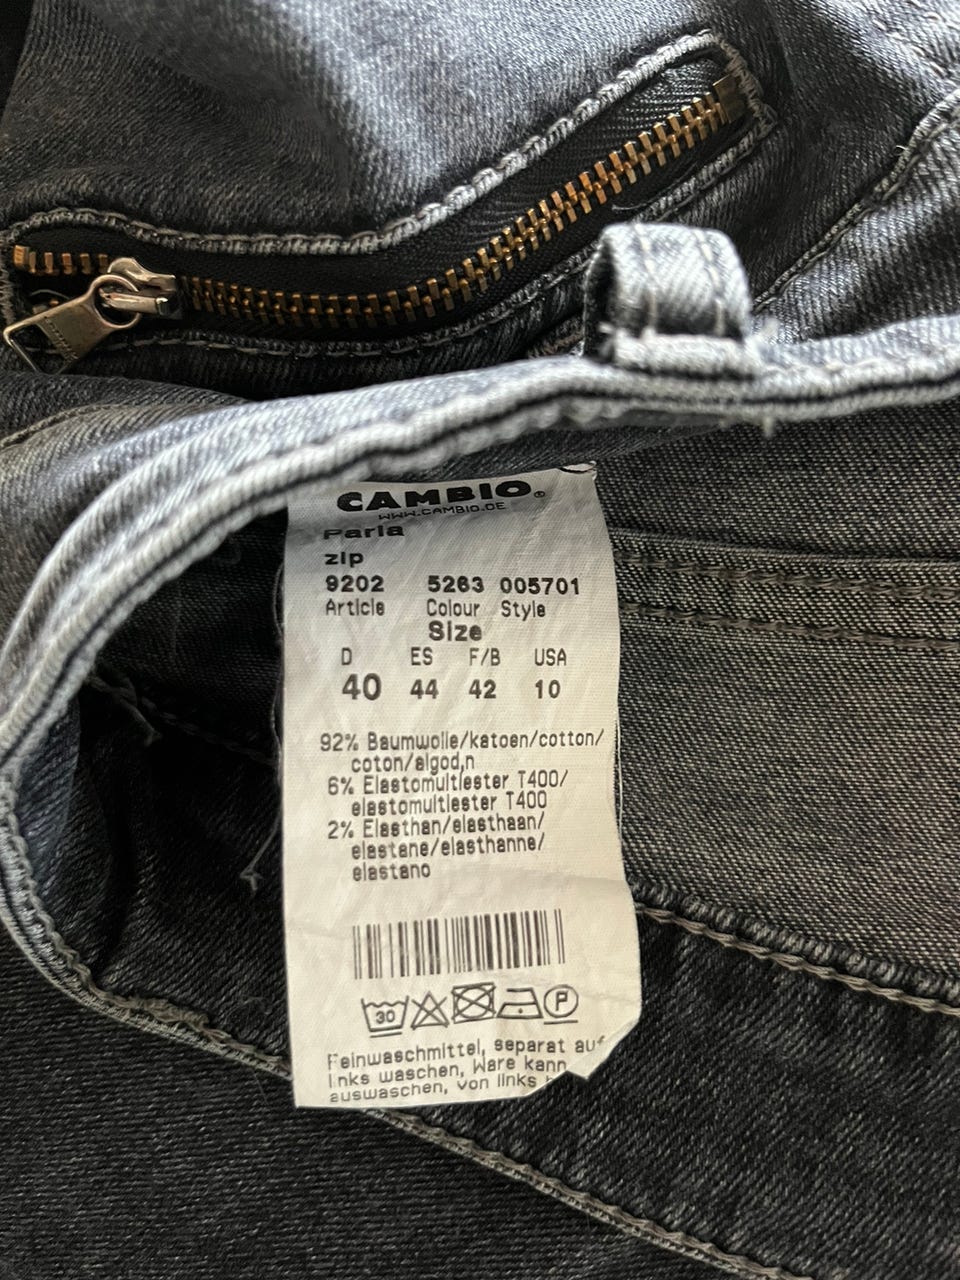 CAMBIO®
WWW.CAMBIO.DE
Parla
zip
9202 5263 005701
Article Colour Style
Size
D ES F/B USA
40 44 42 10
92% Baumwolle/katoen/cotton/
coton/algod,n
6% Elastomultiester T400/
elastomultiester T400
2% Elasthan/elasthaan/
elastane/elasthanne/
elastano
30 P
Feinwaschmittel, separat auf
links waschen, Ware kann
auswaschen, von links